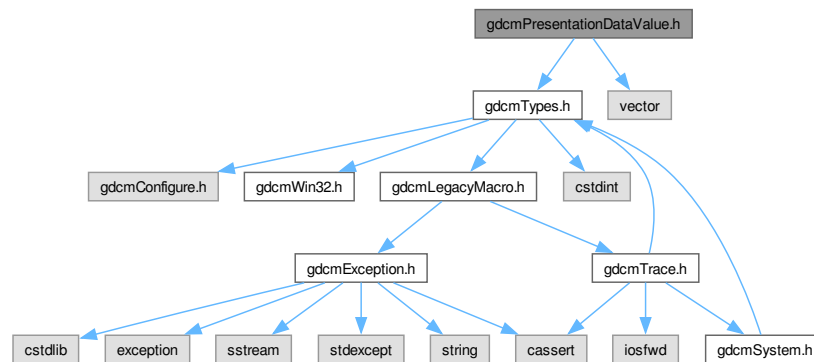 gdcmPresentationDataValue.h
gdcmTypes.h
vector
gdcmConfigure.h
gdcmWin32.h
gdcmLegacyMacro.h
cstdint
gdcmException.h
gdcmTrace.h
cstdlib
exception
sstream
stdexcept
string
cassert
iosfwd
gdcmSystem.h